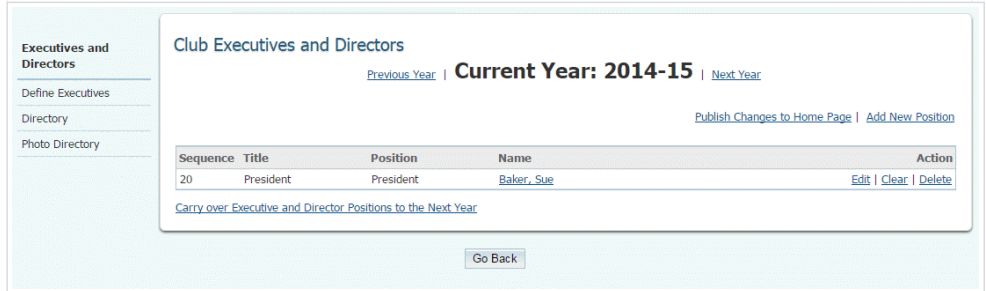 Executives and
Directors
Define Executives
Directory
Photo Directory
Club Executives and Directors
Previous Year | Current Year: 2014-15 | Next Year
Publish Changes to Home Page | Add New Position
Sequence Title Position Name Action
20 President President Baker, Sue Edit | Clear | Delete
Carry over Executive and Director Positions to the Next Year
Go Back